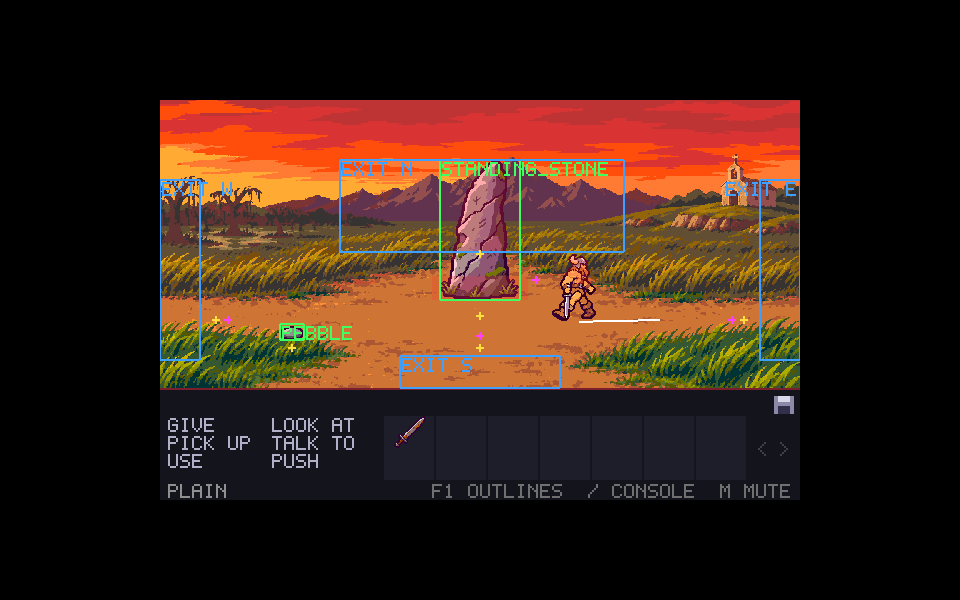 EXIT N
STANDING_STONE
EXIT W
EXIT E
PEBBLE
EXIT S
GIVE LOOK AT
PICK UP TALK TO
USE PUSH
< >
PLAIN F1 OUTLINES / CONSOLE M MUTE